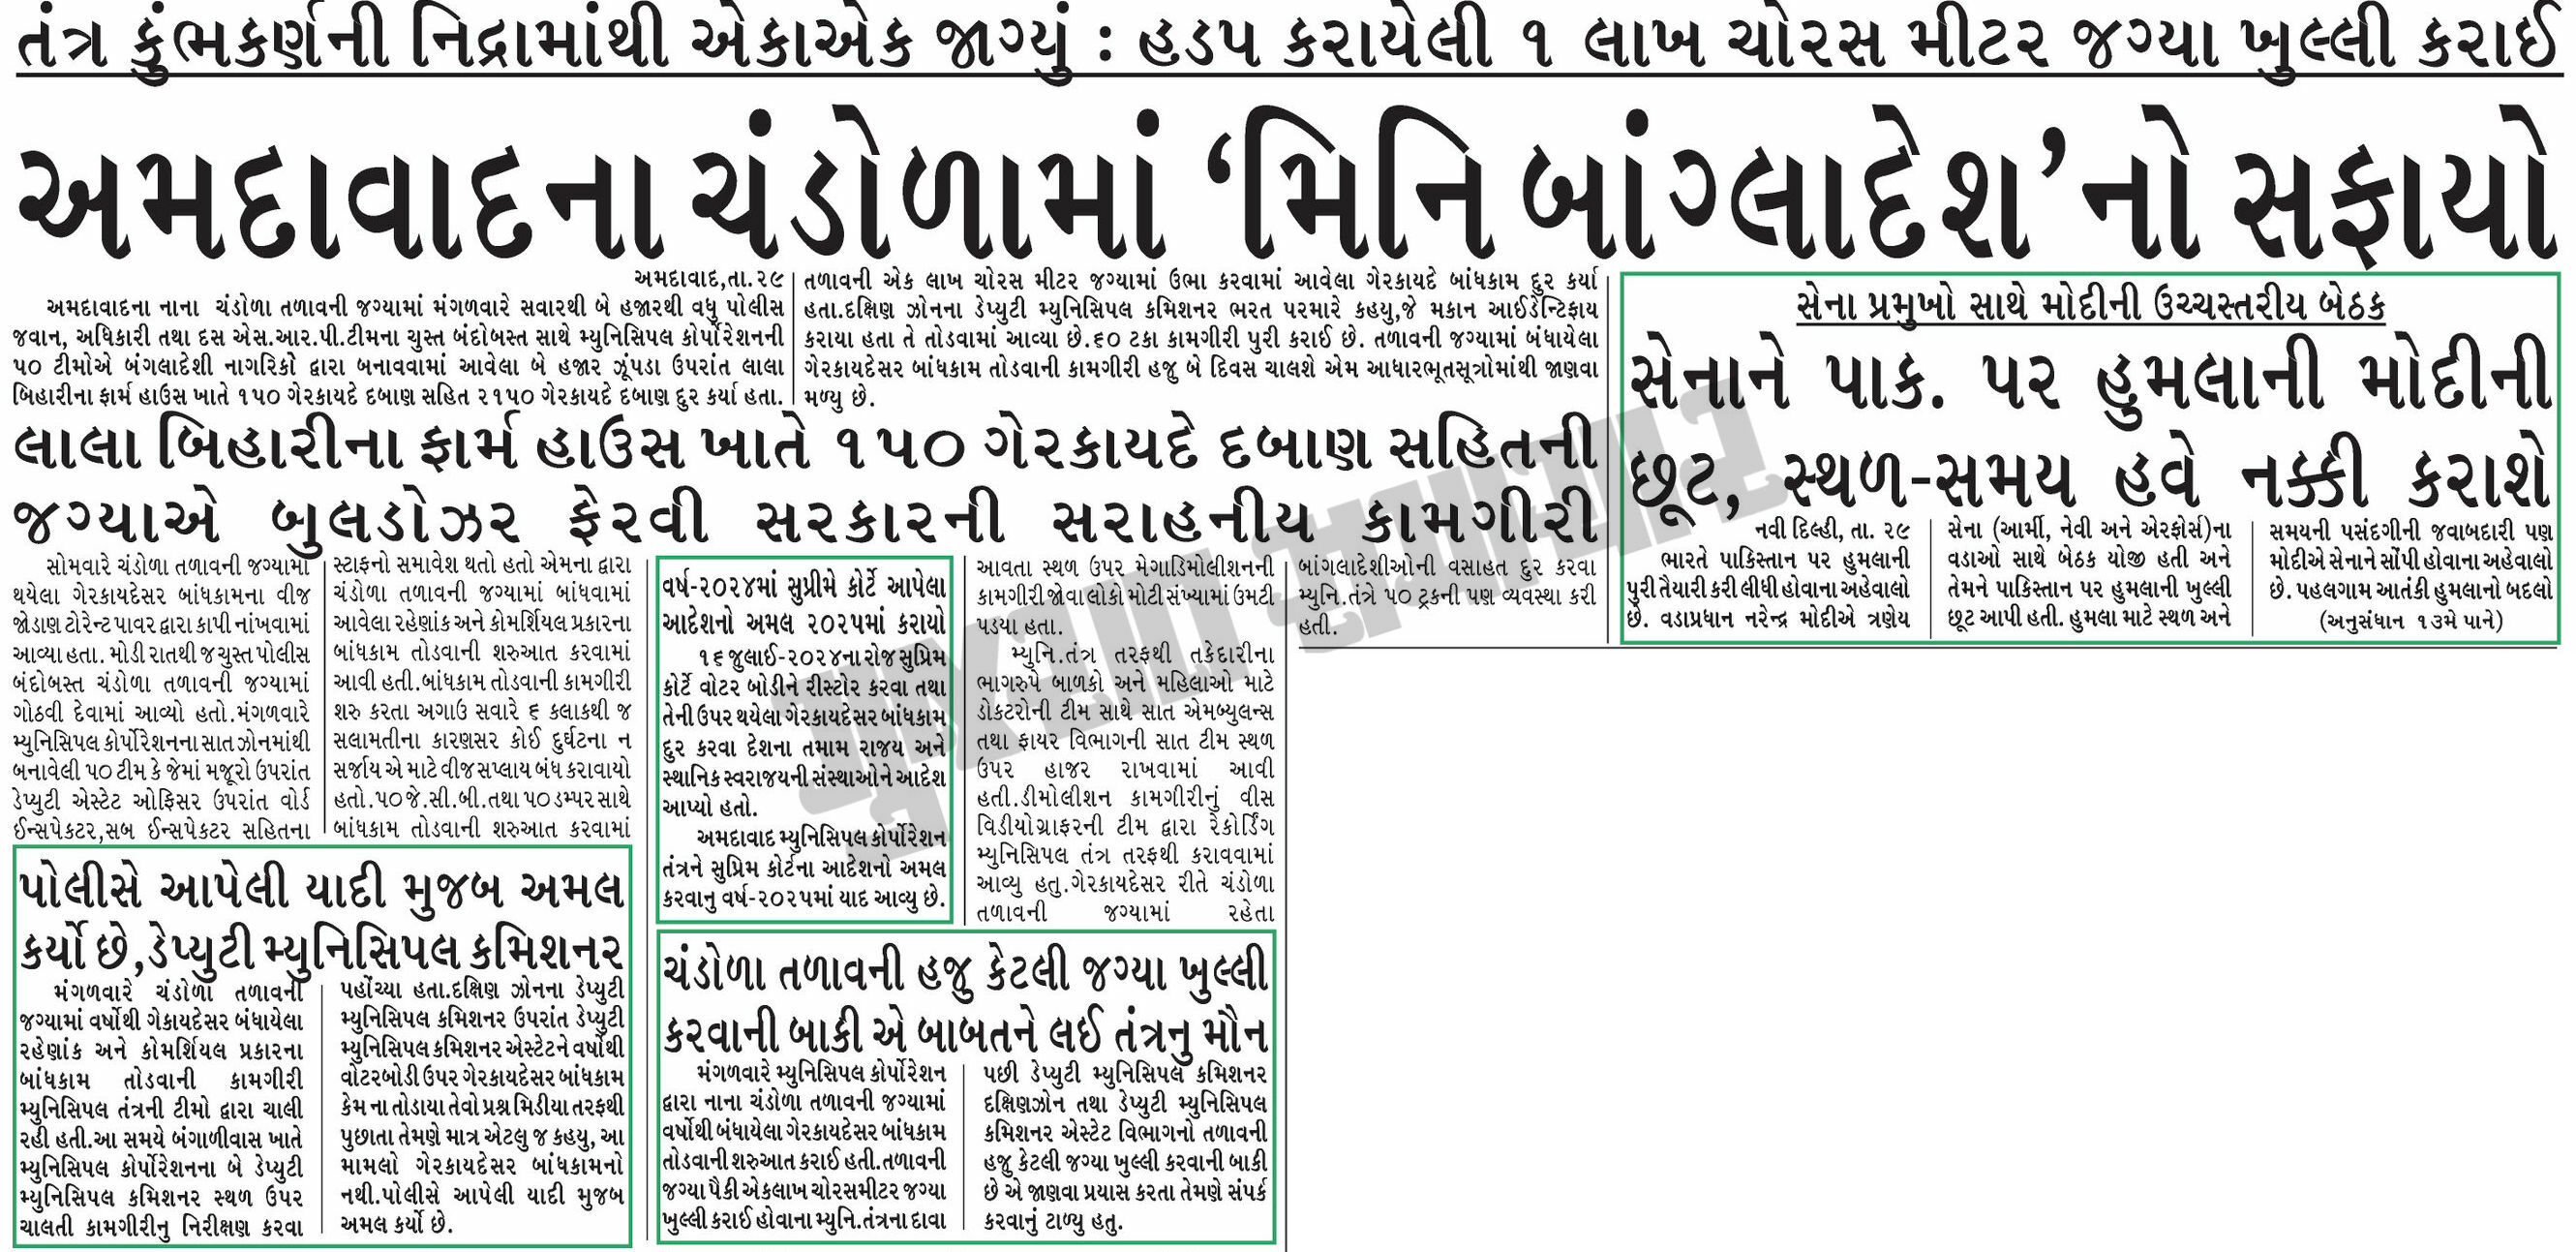 તંત્ર કુંભકર્ણની નિદ્રામાંથી એકાએક જાગ્યું : હડપ કરાયેલી ૧ લાખ ચોરસ મીટર જગ્યા ખુલ્લી કરાઈ
અમદાવાદના ચંડોળામાં ‘મિનિ બાંગ્લાદેશ’નો સફાયો
અમદાવાદ,તા.૨૯
અમદાવાદના નાના ચંડોળા તળાવની જગ્યામાં મંગળવારે સવારથી બે હજારથી વધુ પોલીસ
જવાન, અધિકારી તથા દસ એસ.આર.પી.ટીમના ચુસ્ત બંદોબસ્ત સાથે મ્યુનિસિપલ કોર્પોરેશનની
૫૦ ટીમોએ બંગલાદેશી નાગરિકો દ્વારા બનાવવામાં આવેલા બે હજાર ઝૂંપડા ઉપરાંત લાલા
બિહારીના ફાર્મ હાઉસ ખાતે ૧૫૦ ગેરકાયદે દબાણ સહિત ૨૧૫૦ ગેરકાયદે દબાણ દુર કર્યા હતા.
તળાવની એક લાખ ચોરસ મીટર જગ્યામાં ઉભા કરવામાં આવેલા ગેરકાયદે બાંધકામ દુર કર્યા
હતા.દક્ષિણ ઝોનના ડેપ્યુટી મ્યુનિસિપલ કમિશનર ભરત પરમારે કહયુ,જે મકાન આઈડેન્ટિફાય
કરાયા હતા તે તોડવામાં આવ્યા છે.૬૦ ટકા કામગીરી પુરી કરાઈ છે. તળાવની જગ્યામાં બંધાયેલા
ગેરકાયદેસર બાંધકામ તોડવાની કામગીરી હજુ બે દિવસ ચાલશે એમ આધારભૂતસૂત્રોમાંથી જાણવા
મળ્યુ છે.
લાલા બિહારીના ફાર્મ હાઉસ ખાતે ૧૫૦ ગેરકાયદે દબાણ સહિતની
જગ્યાએ બુલડોઝર ફેરવી સરકારની સરાહનીય કામગીરી
સોમવારે ચંડોળા તળાવની જગ્યામાં
થયેલા ગેરકાયદેસર બાંધકામના વીજ
જોડાણ ટોરેન્ટ પાવર દ્વારા કાપી નાંખવામાં
આવ્યા હતા. મોડી રાતથી જ ચુસ્ત પોલીસ
બંદોબસ્ત ચંડોળા તળાવની જગ્યામાં
ગોઠવી દેવામાં આવ્યો હતો.મંગળવારે
મ્યુનિસિપલ કોર્પોરેશનના સાત ઝોનમાંથી
બનાવેલી ૫૦ ટીમ કે જેમાં મજૂરો ઉપરાંત
ડેપ્યુટી એસ્ટેટ ઓફિસર ઉપરાંત વોર્ડ
ઈન્સપેકટર,સબ ઈન્સપેકટર સહિતના
સ્ટાફનો સમાવેશ થતો હતો એમના દ્વારા
ચંડોળા તળાવની જગ્યામાં બાંધવામાં
આવેલા રહેણાંક અને કોમર્શિયલ પ્રકારના
બાંધકામ તોડવાની શરુઆત કરવામાં
આવી હતી.બાંધકામ તોડવાની કામગીરી
શરુ કરતા અગાઉ સવારે ૬ કલાકથી જ
સલામતીના કારણસર કોઈ દુર્ઘટના ન
સર્જાય એ માટે વીજ સપ્લાય બંધ કરાવાયો
હતો.૫૦ જે.સી.બી.તથા ૫૦ ડમ્પર સાથે
બાંધકામ તોડવાની શરુઆત કરવામાં
પોલીસે આપેલી યાદી મુજબ અમલ
કર્યો છે,ડેપ્યુટી મ્યુનિસિપલ કમિશનર
મંગળવારે ચંડોળા તળાવની
જગ્યામાં વર્ષોથી ગેકાયદેસર બંધાયેલા
રહેણાંક અને કોમર્શિયલ પ્રકારના
બાંધકામ તોડવાની કામગીરી
મ્યુનિસિપલ તંત્રની ટીમો દ્વારા ચાલી
રહી હતી.આ સમયે બંગાળીવાસ ખાતે
મ્યુનિસિપલ કોર્પોરેશનના બે ડેપ્યુટી
મ્યુનિસિપલ કમિશનર સ્થળ ઉપર
ચાલતી કામગીરીનુ નિરીક્ષણ કરવા
પહોંચ્યા હતા.દક્ષિણ ઝોનના ડેપ્યુટી
મ્યુનિસિપલ કમિશનર ઉપરાંત ડેપ્યુટી
મ્યુનિસિપલ કમિશનર એસ્ટેટને વર્ષોથી
વોટરબોડી ઉપર ગેરકાયદેસર બાંધકામ
કેમ ના તોડાયા તેવો પ્રશ્ન મિડીયા તરફથી
પુછાતા તેમણે માત્ર એટલુ જ કહયુ, આ
મામલો ગેરકાયદેસર બાંધકામનો
નથી.પોલીસે આપેલી યાદી મુજબ
અમલ કર્યો છે.
વર્ષ-૨૦૨૪માં સુપ્રીમે કોર્ટે આપેલા
આદેશનો અમલ ૨૦૨૫માં કરાયો
૧૬ જુલાઈ-૨૦૨૪ના રોજ સુપ્રિમ
કોર્ટે વોટર બોડીને રીસ્ટોર કરવા તથા
તેની ઉપર થયેલા ગેરકાયદેસર બાંધકામ
દુર કરવા દેશના તમામ રાજય અને
સ્થાનિક સ્વરાજયની સંસ્થાઓને આદેશ
આપ્યો હતો.
અમદાવાદ મ્યુનિસિપલ કોર્પોરેશન
તંત્રને સુપ્રિમ કોર્ટના આદેશનો અમલ
કરવાનુ વર્ષ-૨૦૨૫માં યાદ આવ્યુ છે.
આવતા સ્થળ ઉપર મેગાડિમોલીશનની
કામગીરી જોવા લોકો મોટી સંખ્યામાં ઉમટી
પડયા હતા.
મ્યુનિ.તંત્ર તરફથી તકેદારીના
ભાગરુપે બાળકો અને મહિલાઓ માટે
ડોકટરોની ટીમ સાથે સાત એમબ્યુલન્સ
તથા ફાયર વિભાગની સાત ટીમ સ્થળ
ઉપર હાજર રાખવામાં આવી
હતી.ડીમોલીશન કામગીરીનું વીસ
વિડીયોગ્રાફરની ટીમ દ્વારા રેકોર્ડિંગ
મ્યુનિસિપલ તંત્ર તરફથી કરાવવામાં
આવ્યુ હતુ.ગેરકાયદેસર રીતે ચંડોળા
તળાવની જગ્યામાં રહેતા
બાંગલાદેશીઓની વસાહત દુર કરવા
મ્યુનિ.તંત્રે ૫૦ ટ્રકની પણ વ્યવસ્થા કરી
હતી.
ચંડોળા તળાવની હજુ કેટલી જગ્યા ખુલ્લી
કરવાની બાકી એ બાબતને લઈ તંત્રનુ મૌન
મંગળવારે મ્યુનિસિપલ કોર્પોરેશન
દ્વારા નાના ચંડોળા તળાવની જગ્યામાં
વર્ષોથી બંધાયેલા ગેરકાયદેસર બાંધકામ
તોડવાની શરુઆત કરાઈ હતી.તળાવની
જગ્યા પૈકી એકલાખ ચોરસમીટર જગ્યા
ખુલ્લી કરાઈ હોવાના મ્યુનિ.તંત્રના દાવા
પછી ડેપ્યુટી મ્યુનિસિપલ કમિશનર
દક્ષિણઝોન તથા ડેપ્યુટી મ્યુનિસિપલ
કમિશનર એસ્ટેટ વિભાગનો તળાવની
હજુ કેટલી જગ્યા ખુલ્લી કરવાની બાકી
છે એ જાણવા પ્રયાસ કરતા તેમણે સંપર્ક
કરવાનું ટાળ્યુ હતુ.
સેના પ્રમુખો સાથે મોદીની ઉચ્ચસ્તરીય બેઠક
સેનાને પાક. પર હુમલાની મોદીની
છૂટ, સ્થળ-સમય હવે નક્કી કરાશે
નવી દિલ્હી, તા. ૨૯
ભારતે પાકિસ્તાન પર હુમલાની
પુરી તૈયારી કરી લીધી હોવાના અહેવાલો
છે. વડાપ્રધાન નરેન્દ્ર મોદીએ ત્રણેય
સેના (આર્મી, નેવી અને એરફોર્સ)ના
વડાઓ સાથે બેઠક યોજી હતી અને
તેમને પાકિસ્તાન પર હુમલાની ખુલ્લી
છૂટ આપી હતી. હુમલા માટે સ્થળ અને
સમયની પસંદગીની જવાબદારી પણ
મોદીએ સેનાને સોંપી હોવાના અહેવાલો
છે. પહલગામ આતંકી હુમલાનો બદલો
(અનુસંધાન ૧૩મે પાને)
ગુજરાત સમાચાર